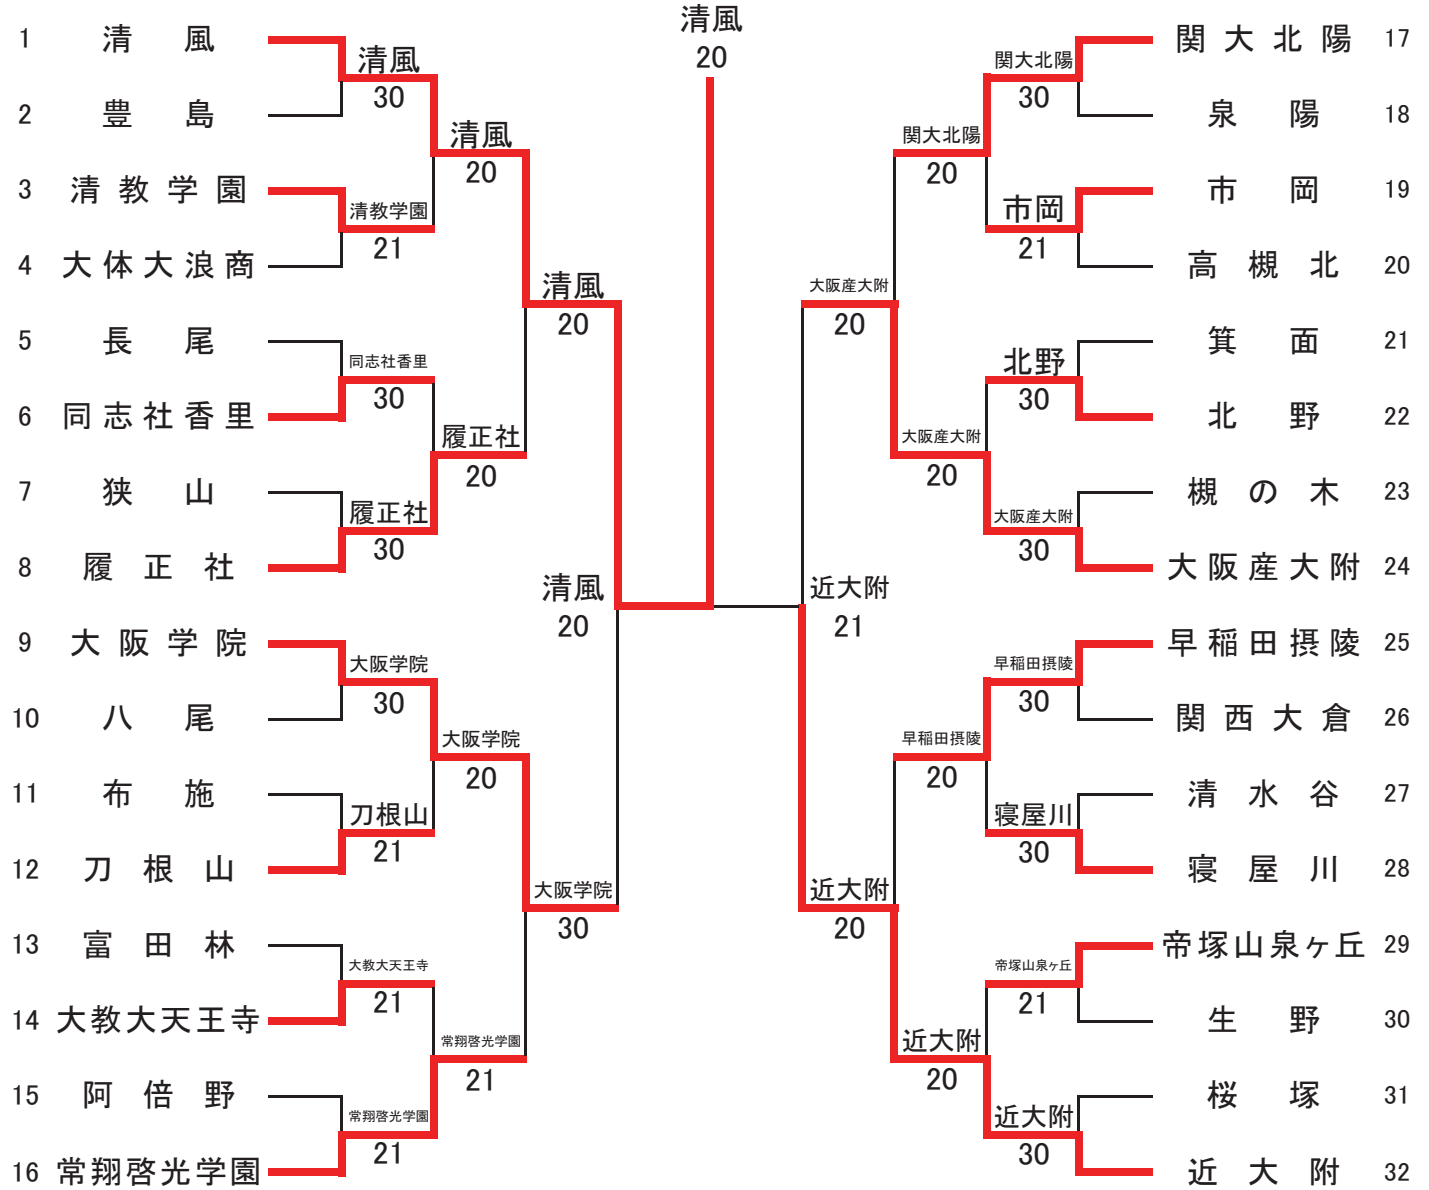 清風
20
1 清風
2 豊島
3 清教学園
4 大体大浪商
5 長尾
6 同志社香里
7 狭山
8 履正社
9 大阪学院
10 八尾
11 布施
12 刀根山
13 富田林
14 大教大天王寺
15 阿倍野
16 常翔啓光学園
清風
30
清教学園
21
同志社香里
30
履正社
30
大阪学院
30
刀根山
21
大教大天王寺
21
常翔啓光学園
21
清風
20
履正社
20
大阪学院
20
常翔啓光学園
21
清風
20
大阪学院
30
清風
20
近大附
21
大阪産大附
20
近大附
20
関大北陽
20
大阪産大附
20
早稲田摂陵
20
近大附
20
関大北陽
30
市岡
21
北野
30
大阪産大附
30
早稲田摂陵
30
寝屋川
30
帝塚山泉ヶ丘
21
近大附
30
関大北陽 17
泉陽 18
市岡 19
高槻北 20
箕面 21
北野 22
槻の木 23
大阪産大附 24
早稲田摂陵 25
関西大倉 26
清水谷 27
寝屋川 28
帝塚山泉ヶ丘 29
生野 30
桜塚 31
近大附 32